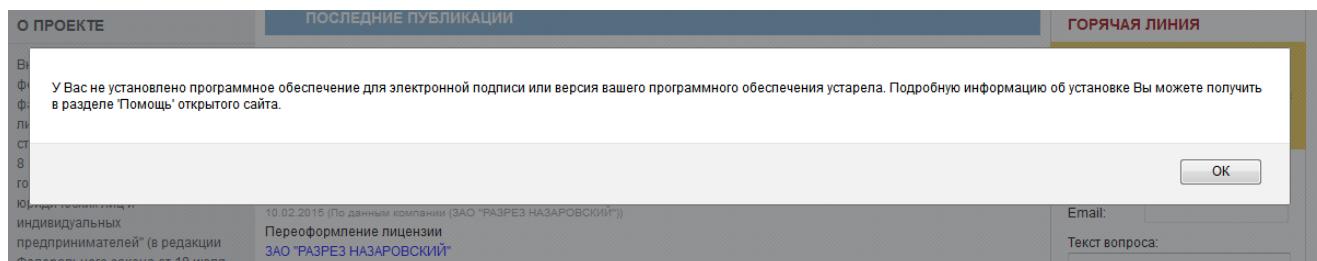 О ПРОЕКТЕ
ПОСЛЕДНИЕ ПУБЛИКАЦИИ
ГОРЯЧАЯ ЛИНИЯ
У Вас не установлено программное обеспечение для электронной подписи или версия вашего программного обеспечения устарела. Подробную информацию об установке Вы можете получить
в разделе 'Помощь' открытого сайта.
OK
8
индивидуальных
предпринимателей" (в редакции
10.02.2015 (По данным компании (ЗАО "РАЗРЕЗ НАЗАРОВСКИЙ"))
Переоформление лицензии
ЗАО "РАЗРЕЗ НАЗАРОВСКИЙ"
Email:
Текст вопроса: